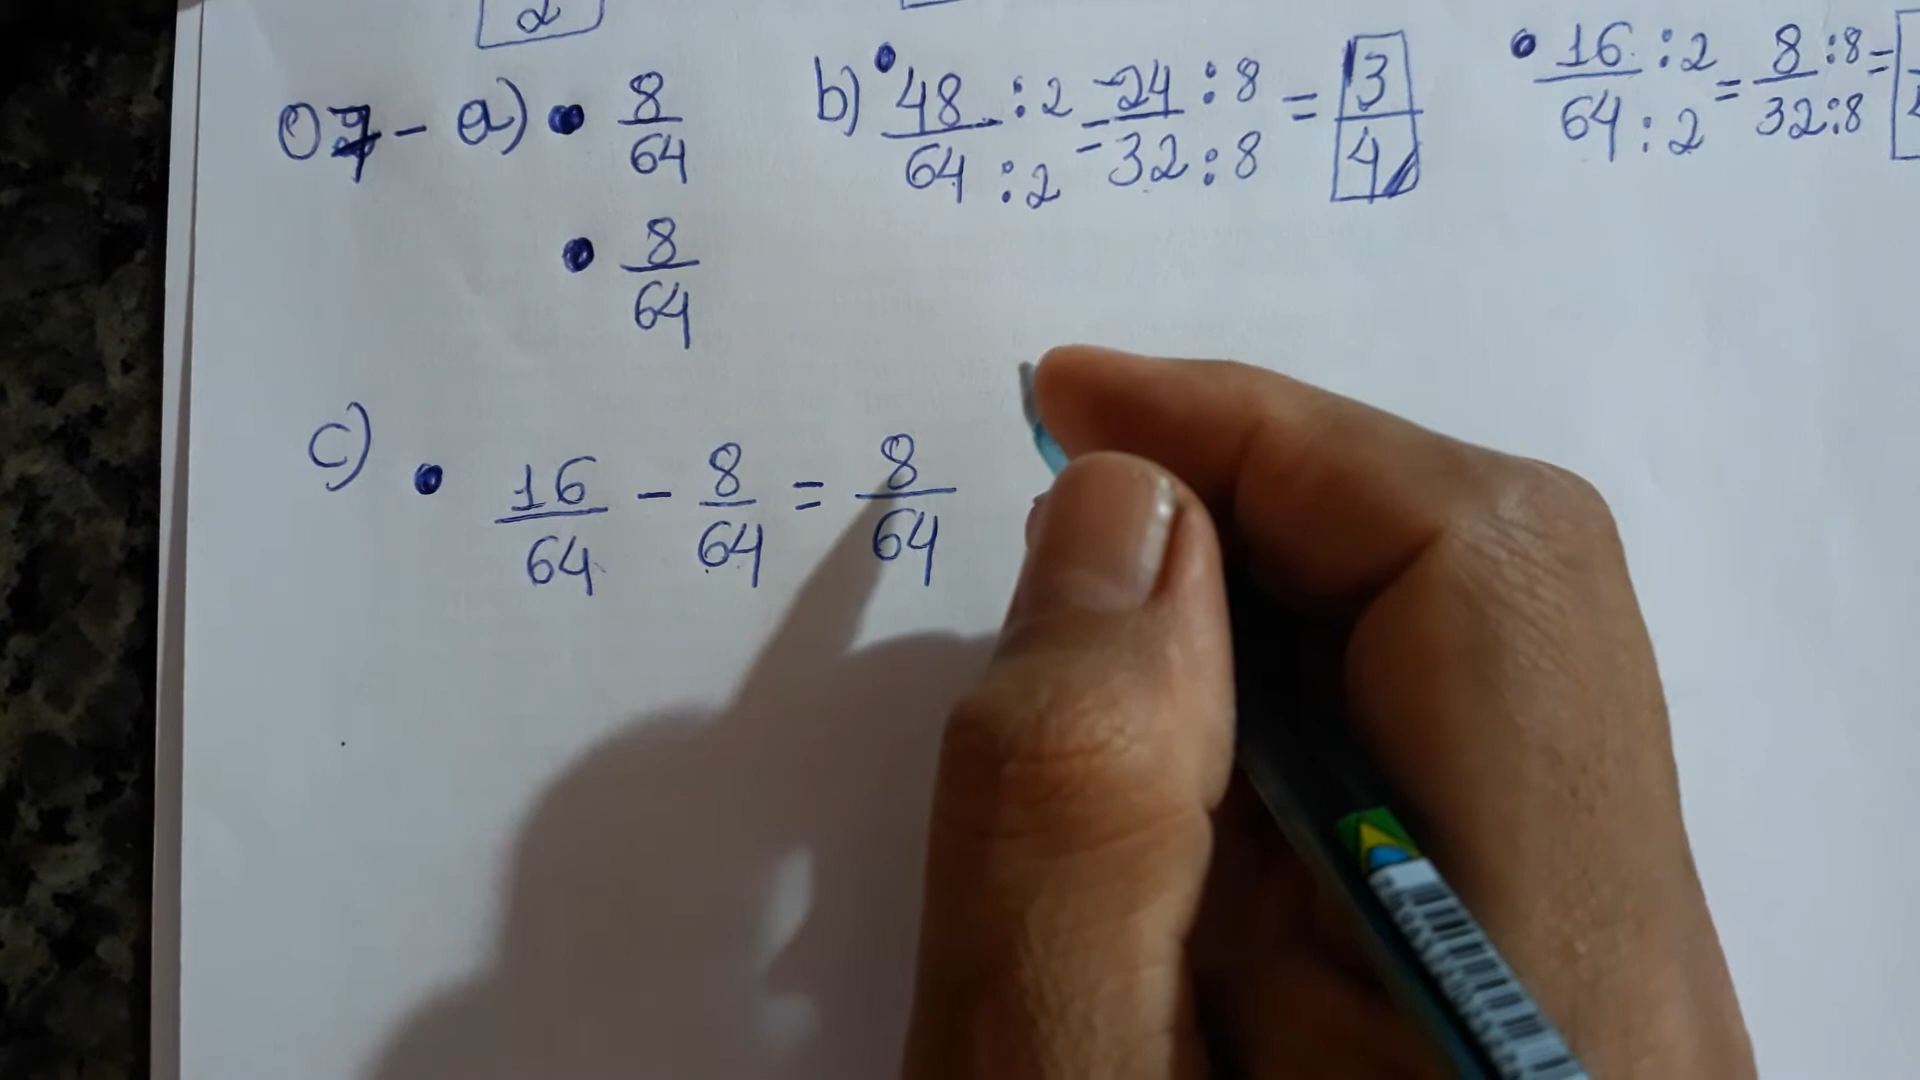 2
07 - a) • 8/64
• 8/64
b) • 48/64 :2/:2 = 24/32 :8/:8 = 3/4
• 16/64 :2/:2 = 8/32 :8/:8 =
c) • 16/64 - 8/64 = 8/64